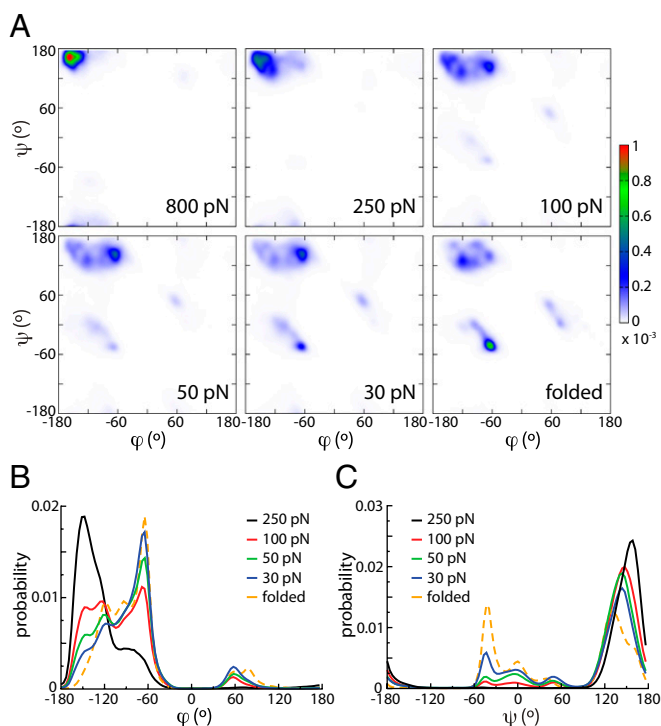 A
180
60
-60
-180
ψ (º)
800 pN
250 pN
100 pN
1
0.8
0.6
0.4
0.2
0
x 10⁻³
180
60
-60
-180
ψ (º)
50 pN
30 pN
folded
-180 -60 60 -180 -60 60 -180 -60 60 180
φ (º) φ (º) φ (º)
B
0.02
0.01
0
probability
250 pN
100 pN
50 pN
30 pN
folded
-180 -120 -60 0 60 120 180
φ (º)
C
0.03
0.02
0.01
0
probability
250 pN
100 pN
50 pN
30 pN
folded
-180 -120 -60 0 60 120 180
ψ (º)